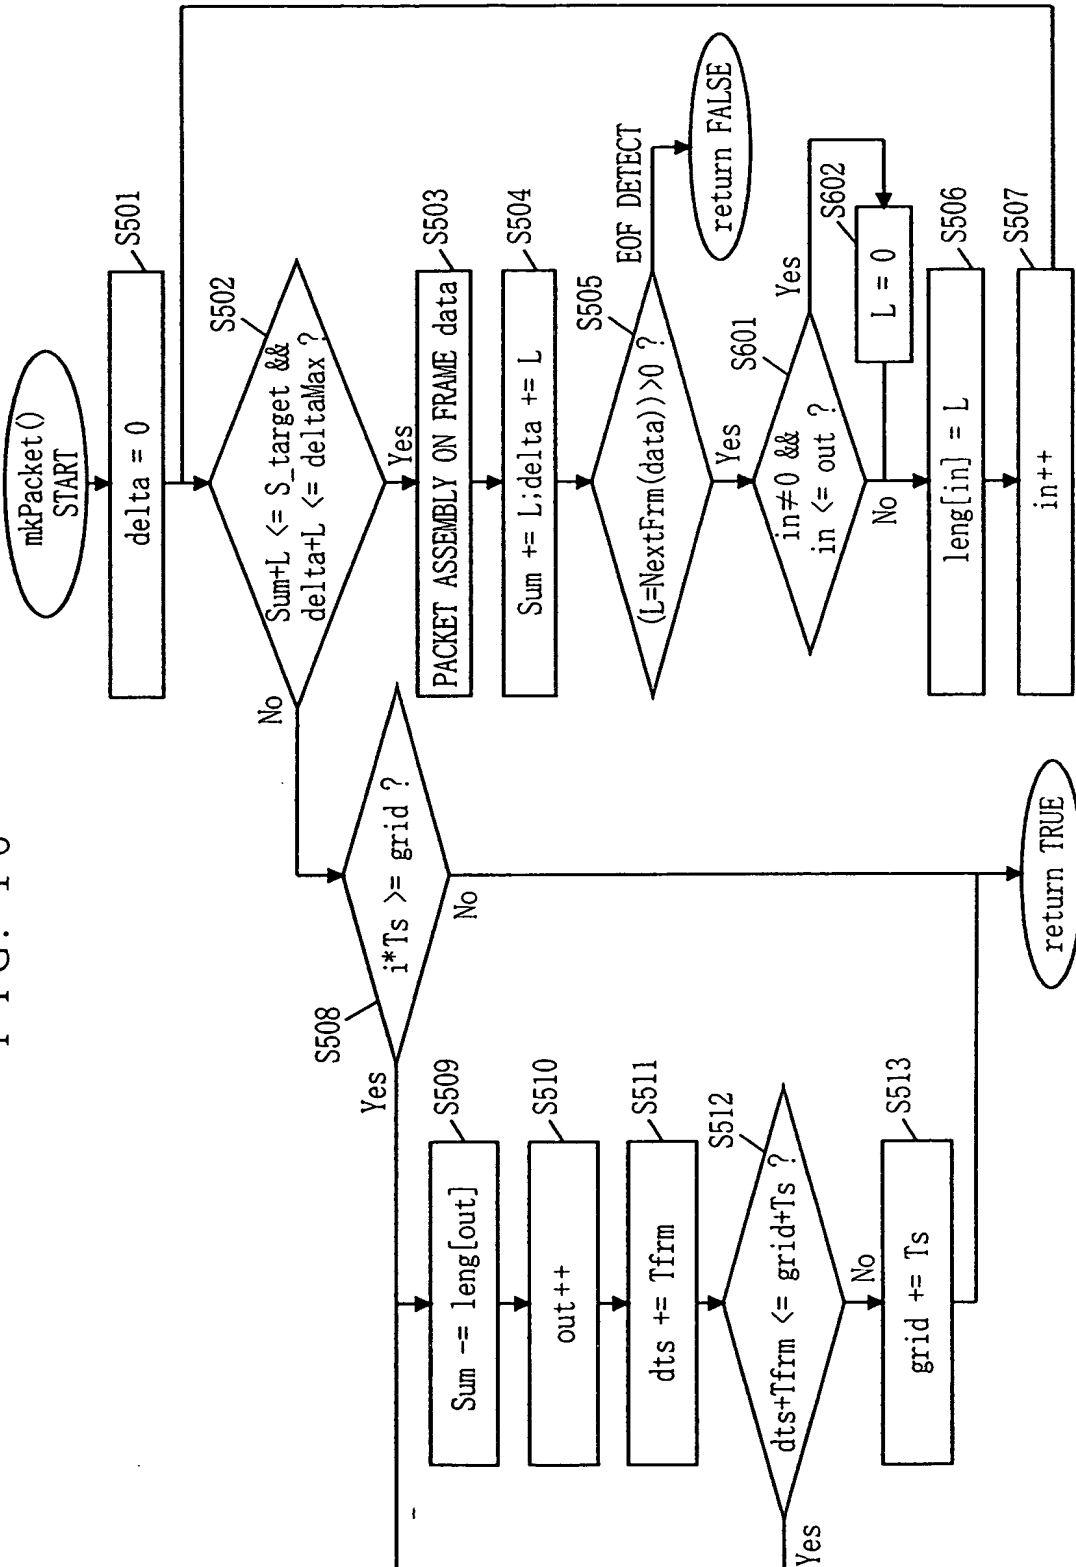 FIG. 16
mkPacket()
START
delta = 0
S501
Sum+L <= S_target &&
delta+L <= deltaMax ?
S502
Yes
No
PACKET ASSEMBLY ON FRAME data
S503
Sum += L;delta += L
S504
(L=NextFrm(data))>0 ?
S505
EOF DETECT
return FALSE
Yes
in≠0 &&
in <= out ?
S601
Yes
No
L = 0
S602
leng[in] = L
S506
in++
S507
i*Ts >= grid ?
S508
No
Yes
Sum -= leng[out]
S509
out++
S510
dts += Tfrm
S511
dts+Tfrm <= grid+Ts ?
S512
Yes
No
grid += Ts
S513
return TRUE